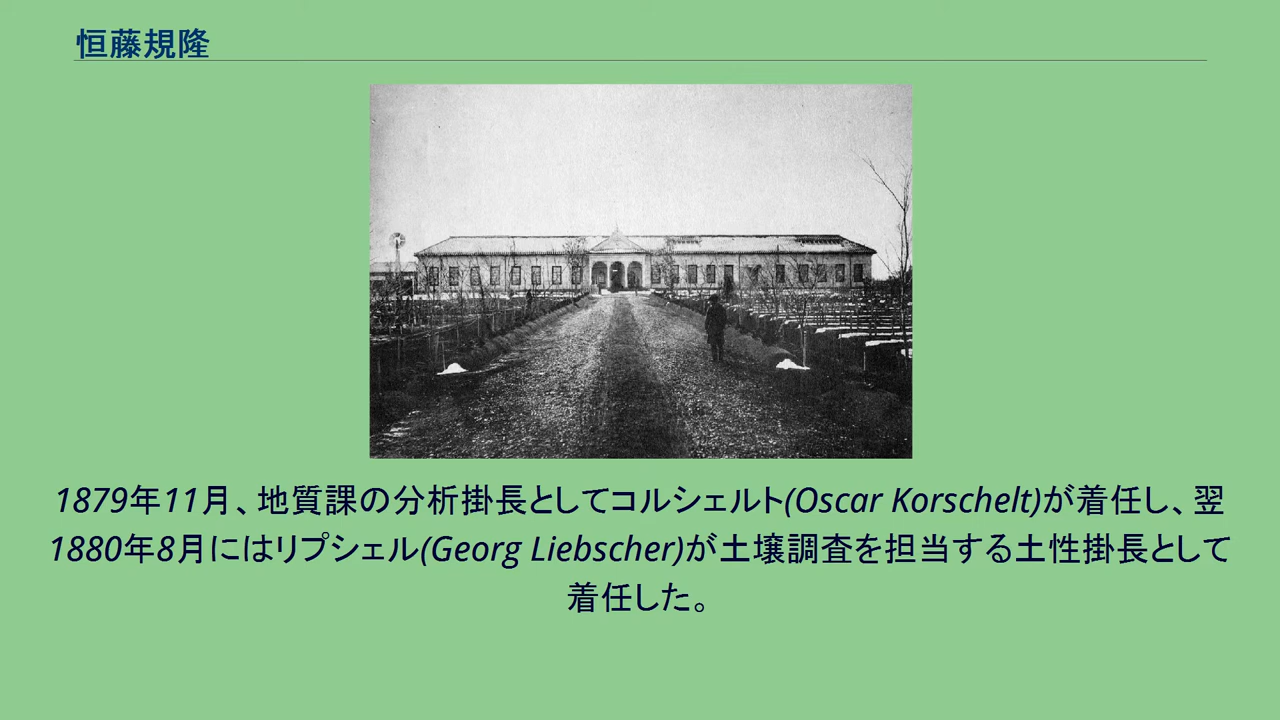 恒藤規隆
1879年11月、地質課の分析掛長としてコルシェルト(Oscar Korschelt)が着任し、翌
1880年8月にはリプシェル(Georg Liebscher)が土壌調査を担当する土性掛長として
着任した。